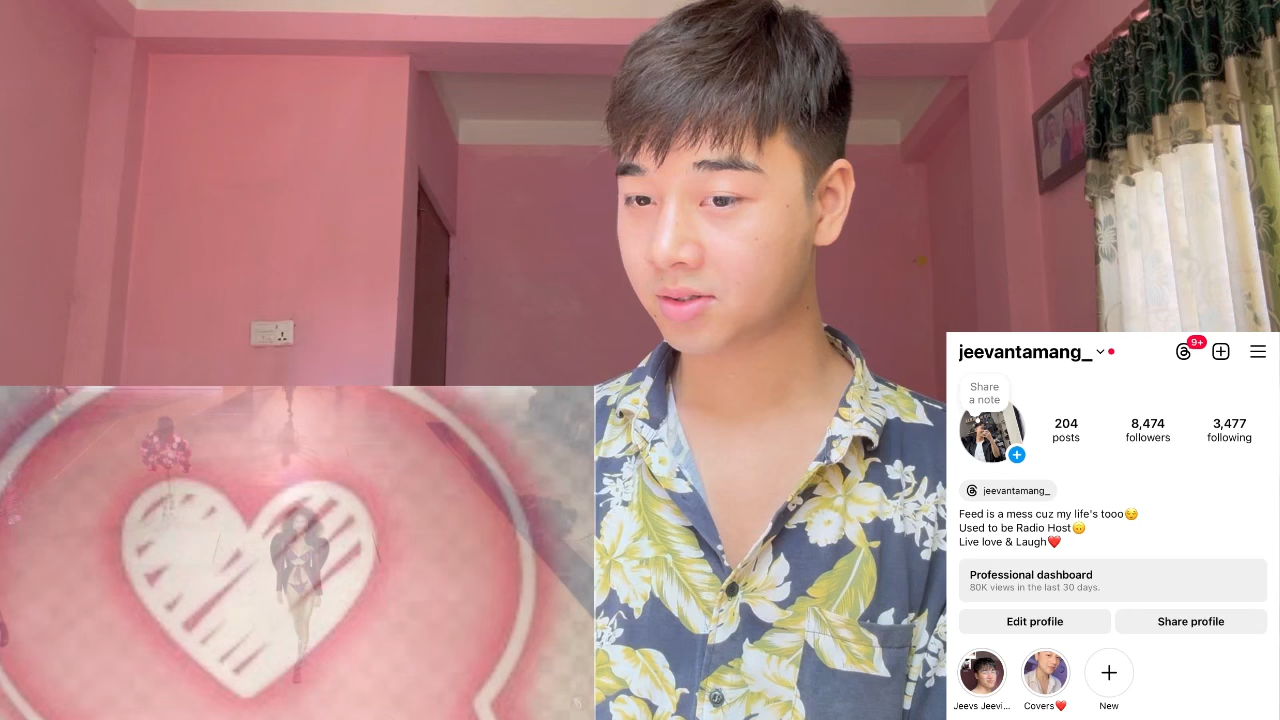 jeevantamang_
9+
Share
a note
204
posts
8,474
followers
3,477
following
jeevantamang_
Feed is a mess cuz my life's tooo😏
Used to be Radio Host🙃
Live love & Laugh❤️
Professional dashboard
80K views in the last 30 days.
Edit profile
Share profile
Jeevs Jeevi...
Covers❤️
New